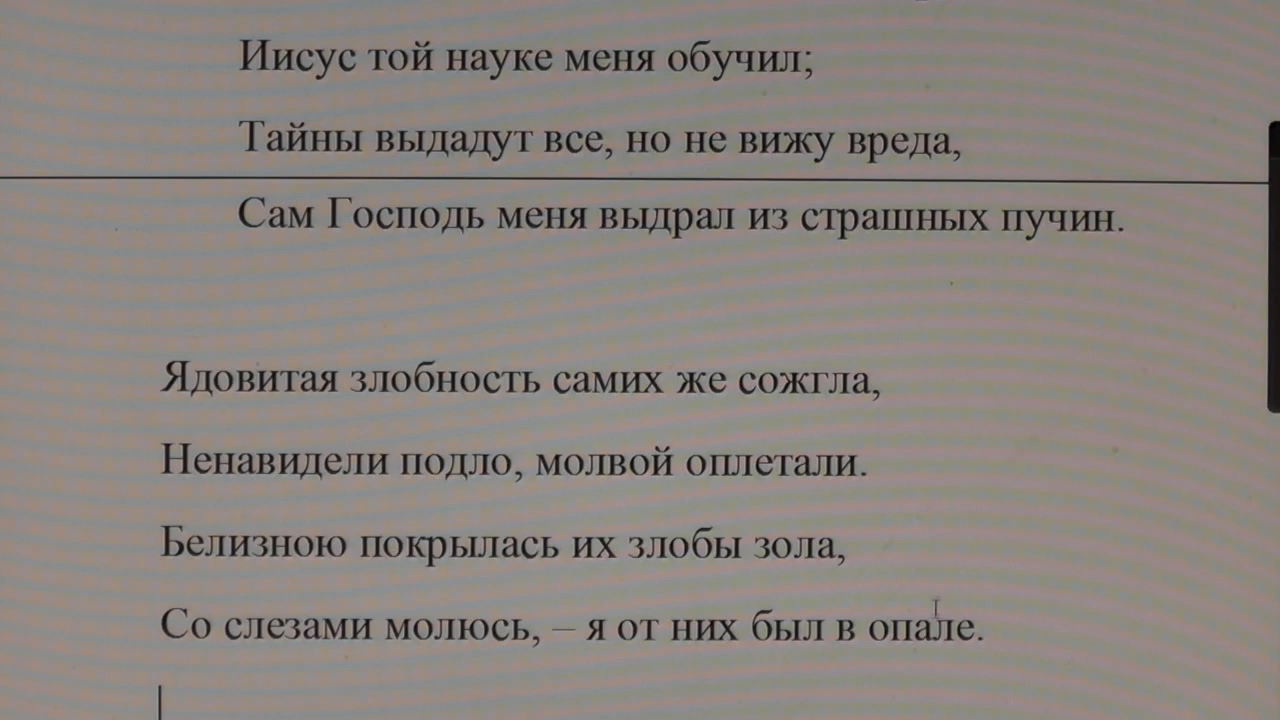 Иисус той науке меня обучил;
Тайны выдадут все, но не вижу вреда,
Сам Господь меня выдрал из страшных пучин.
Ядовитая злобность самих же сожгла,
Ненавидели подло, молвой оплетали.
Белизною покрылась их злобы зола,
Со слезами молюсь, – я от них был в опале.